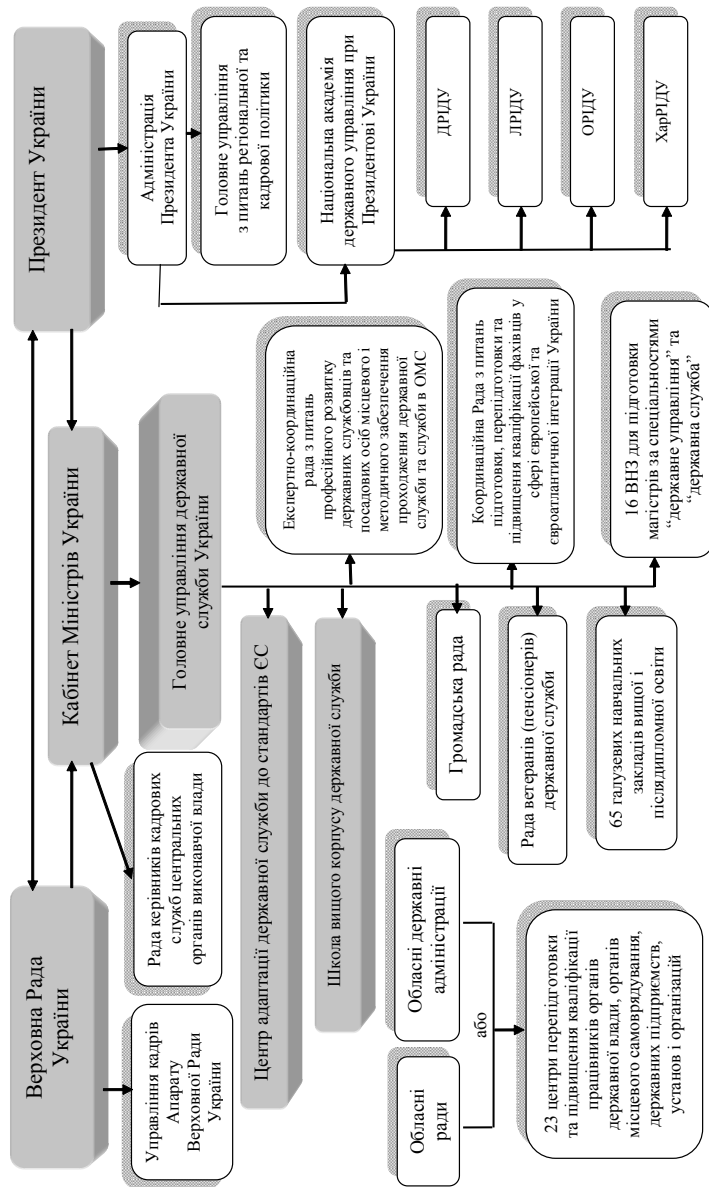 Верховна Рада
України
Кабінет Міністрів України
Президент України
Управління кадрів
Апарату
Верховної Ради
України
Рада керівників кадрових
служб центральних
органів виконавчої влади
Головне управління державної
служби України
Адміністрація
Президента України
Головне управління
з питань регіональної та
кадрової політики
Центр адаптації державної служби до стандартів ЄС
Школа вищого корпусу державної служби
Експертно-координаційна
рада з питань
професійного розвитку
державних службовців та
посадових осіб місцевого і
методичного забезпечення
проходження державної
служби та служби в ОМС
Національна академія
державного управління при
Президентові України
Обласні
ради
Обласні державні
адміністрації
або
Громадська рада
Координаційна Рада з питань
підготовки, перепідготовки та
підвищення кваліфікації фахівців у
сфері європейської та
євроатлантичної інтеграції України
ДРІДУ
ЛРІДУ
ОРІДУ
ХарРІДУ
Рада ветеранів (пенсіонерів)
державної служби
23 центри перепідготовки
та підвищення кваліфікації
працівників органів
державної влади, органів
місцевого самоврядування,
державних підприємств,
установ і організацій
65 галузевих навчальних
закладів вищої і
післядипломної освіти
16 ВНЗ для підготовки
магістрів за спеціальностями
“державне управління” та
“державна служба”